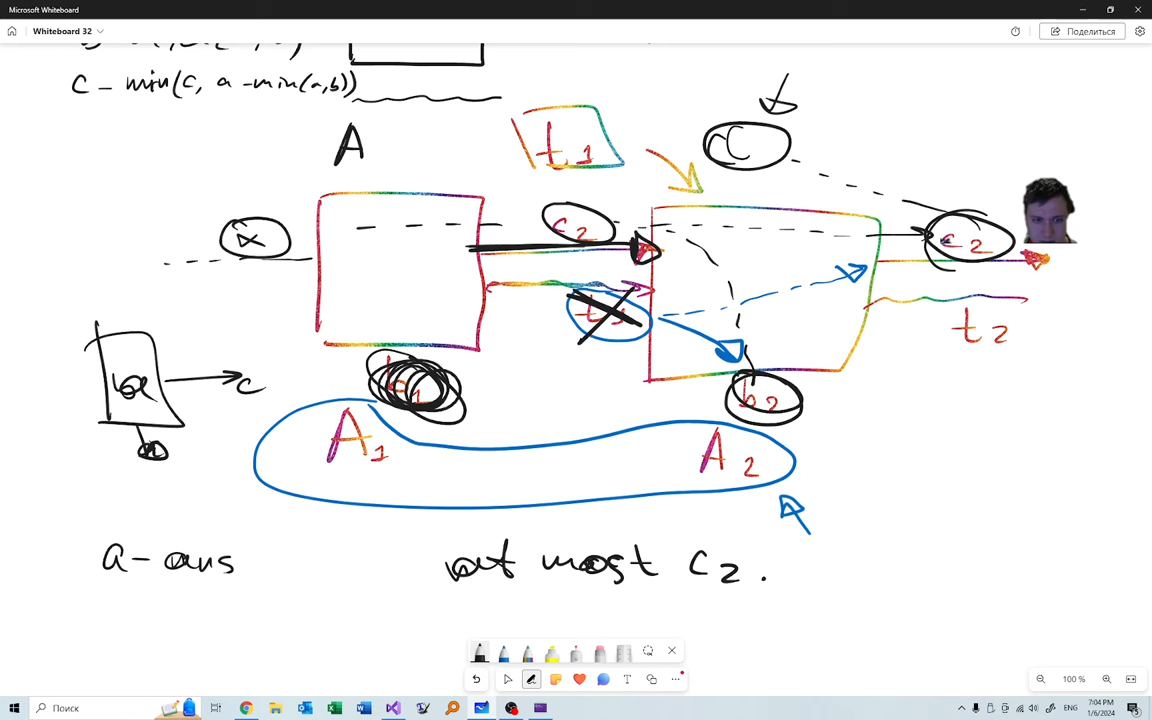 Microsoft Whiteboard
Whiteboard 32
Поделиться
C - min(c, a - min(a,b))
A
t1
C
c2
c2
t2
a
c
b2
A1
A2
a - ans
at most c2.
100 %
Поиск
ENG
7:04 PM
1/6/2024